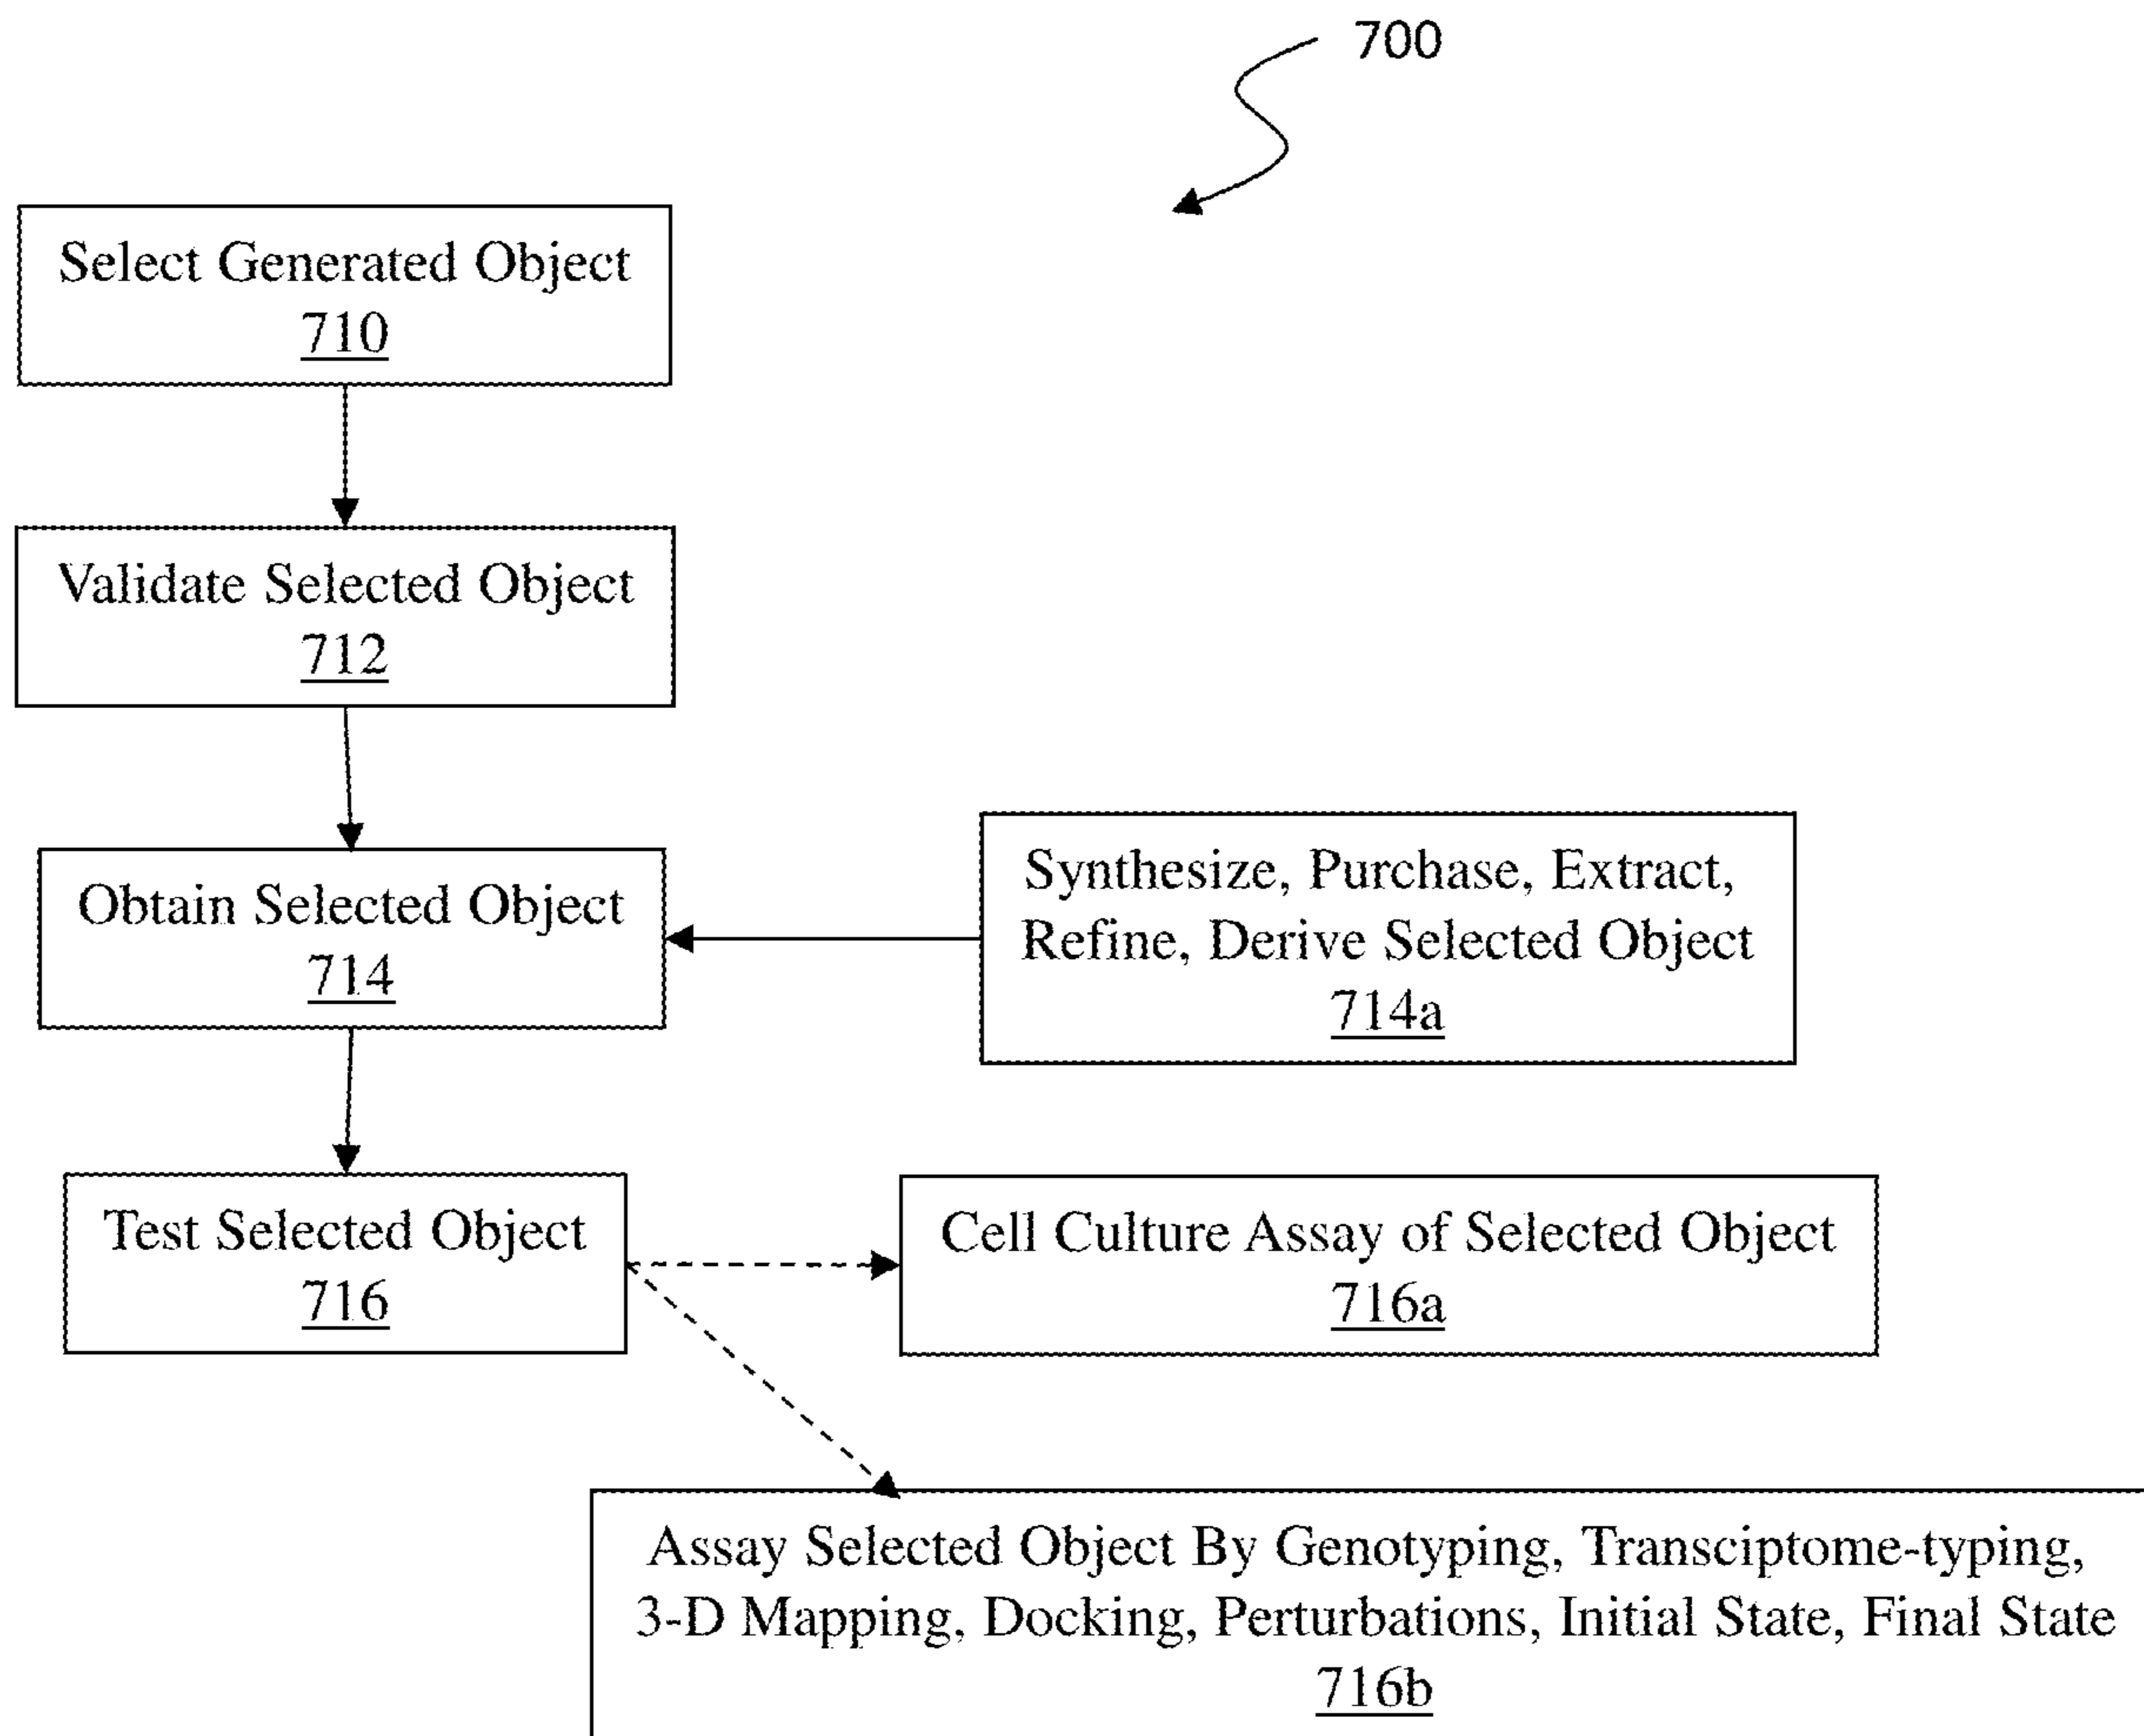 700
Select Generated Object
710
Validate Selected Object
712
Obtain Selected Object
714
Synthesize, Purchase, Extract,
Refine, Derive Selected Object
714a
Test Selected Object
716
Cell Culture Assay of Selected Object
716a
Assay Selected Object By Genotyping, Transciptome-typing,
3-D Mapping, Docking, Perturbations, Initial State, Final State
716b